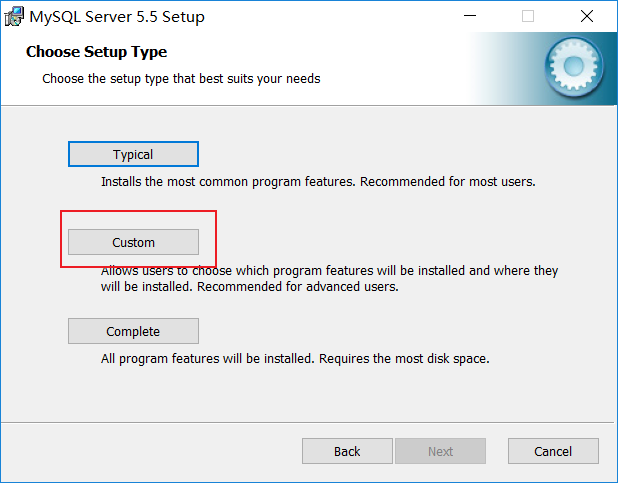 MySQL Server 5.5 Setup
Choose Setup Type
Choose the setup type that best suits your needs
Typical
Installs the most common program features. Recommended for most users.
Custom
Allows users to choose which program features will be installed and where they
will be installed. Recommended for advanced users.
Complete
All program features will be installed. Requires the most disk space.
Back
Next
Cancel